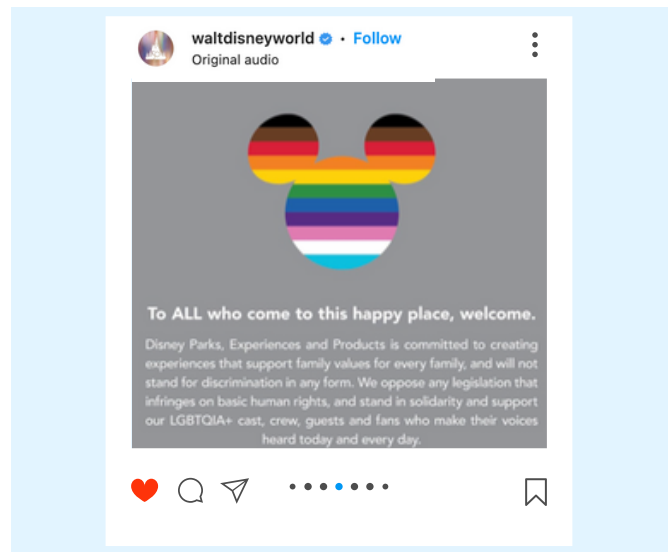 waltdisneyworld • Follow
Original audio
To ALL who come to this happy place, welcome.
Disney Parks, Experiences and Products is committed to creating
experiences that support family values for every family, and will not
stand for discrimination in any form. We oppose any legislation that
infringes on basic human rights, and stand in solidarity and support
our LGBTQIA+ cast, crew, guests and fans who make their voices
heard today and every day.